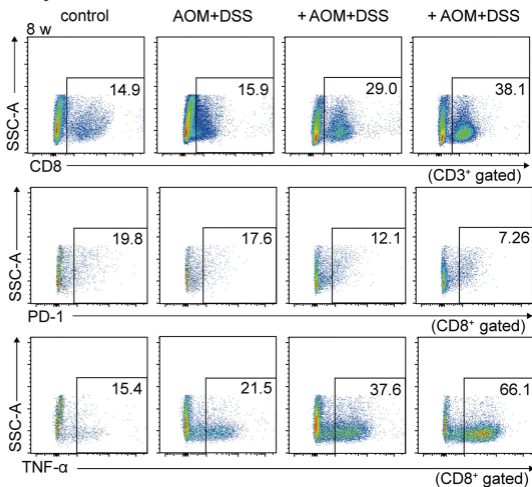 control AOM+DSS + AOM+DSS + AOM+DSS
8 w
14.9 15.9 29.0 38.1
SSC-A
CD8
(CD3⁺ gated)
19.8 17.6 12.1 7.26
SSC-A
PD-1
(CD8⁺ gated)
15.4 21.5 37.6 66.1
SSC-A
TNF-α
(CD8⁺ gated)